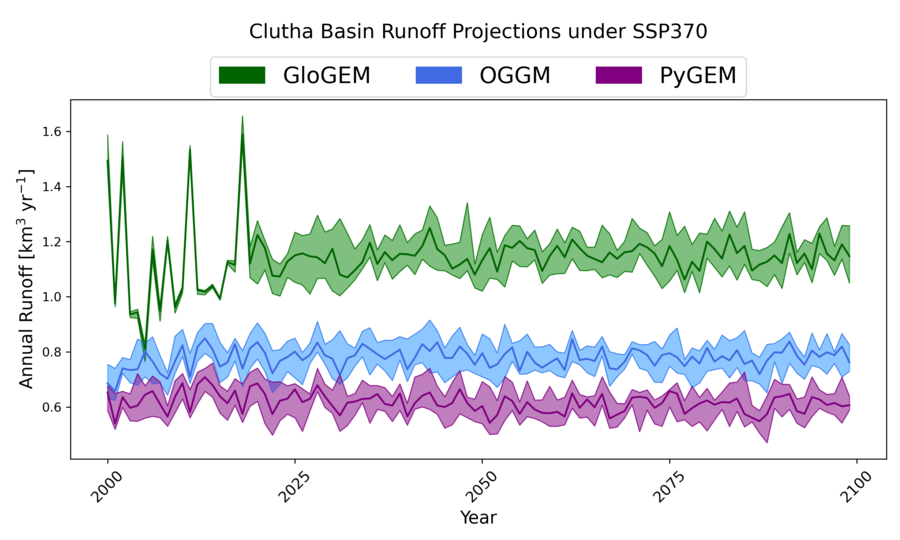 Clutha Basin Runoff Projections under SSP370
GloGEM OGGM PyGEM
Annual Runoff [km³ yr⁻¹]
1.6
1.4
1.2
1.0
0.8
0.6
2000 2025 2050 2075 2100
Year